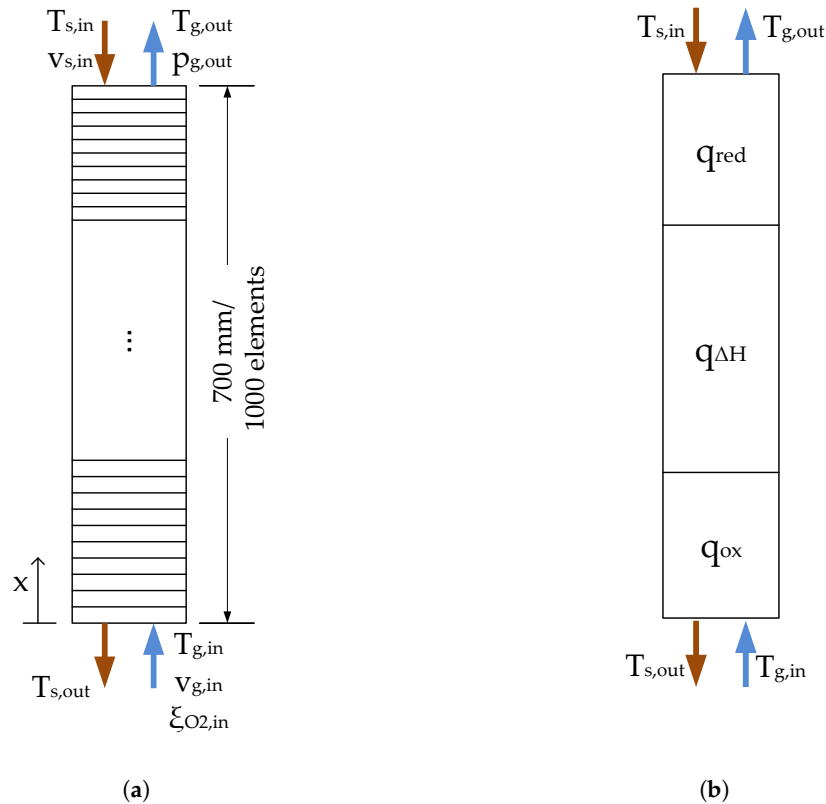 Ts,in
vs,in
Tg,out
pg,out
...
700 mm/
1000 elements
x
Ts,out
Tg,in
vg,in
ξO2,in
(a)
Ts,in
Tg,out
qred
qΔH
qox
Ts,out
Tg,in
(b)